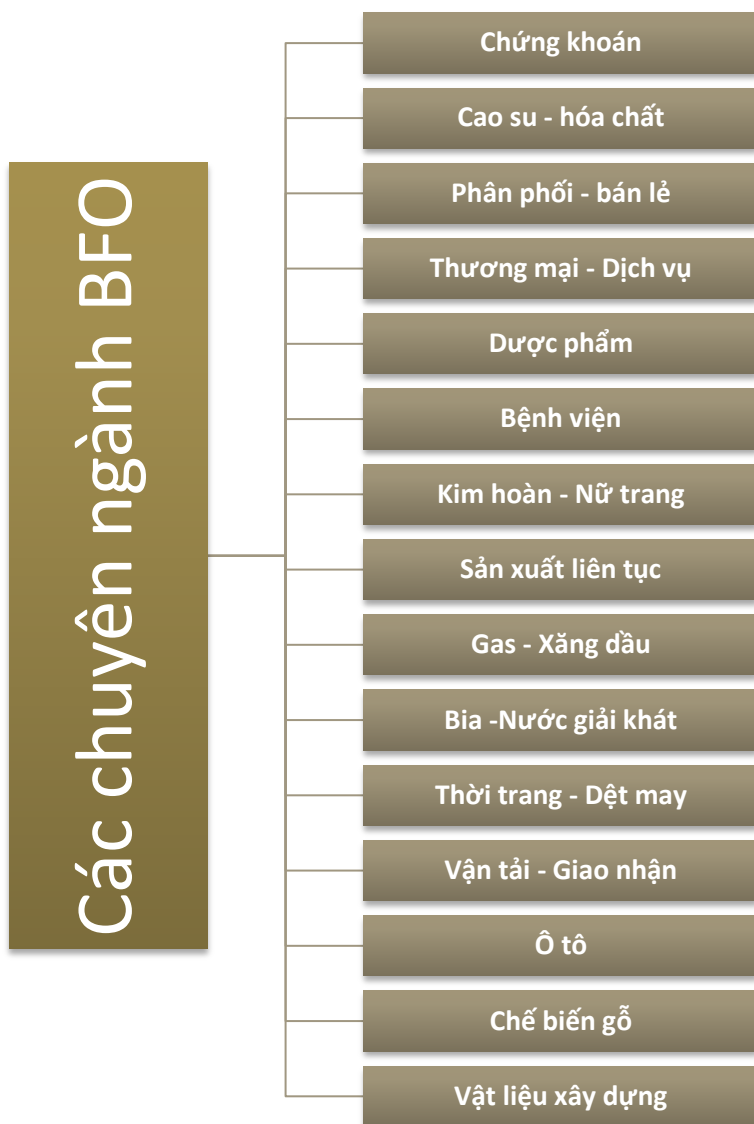 Các chuyên ngành BFO
Chứng khoán
Cao su - hóa chất
Phân phối - bán lẻ
Thương mại - Dịch vụ
Dược phẩm
Bệnh viện
Kim hoàn - Nữ trang
Sản xuất liên tục
Gas - Xăng dầu
Bia -Nước giải khát
Thời trang - Dệt may
Vận tải - Giao nhận
Ô tô
Chế biến gỗ
Vật liệu xây dựng